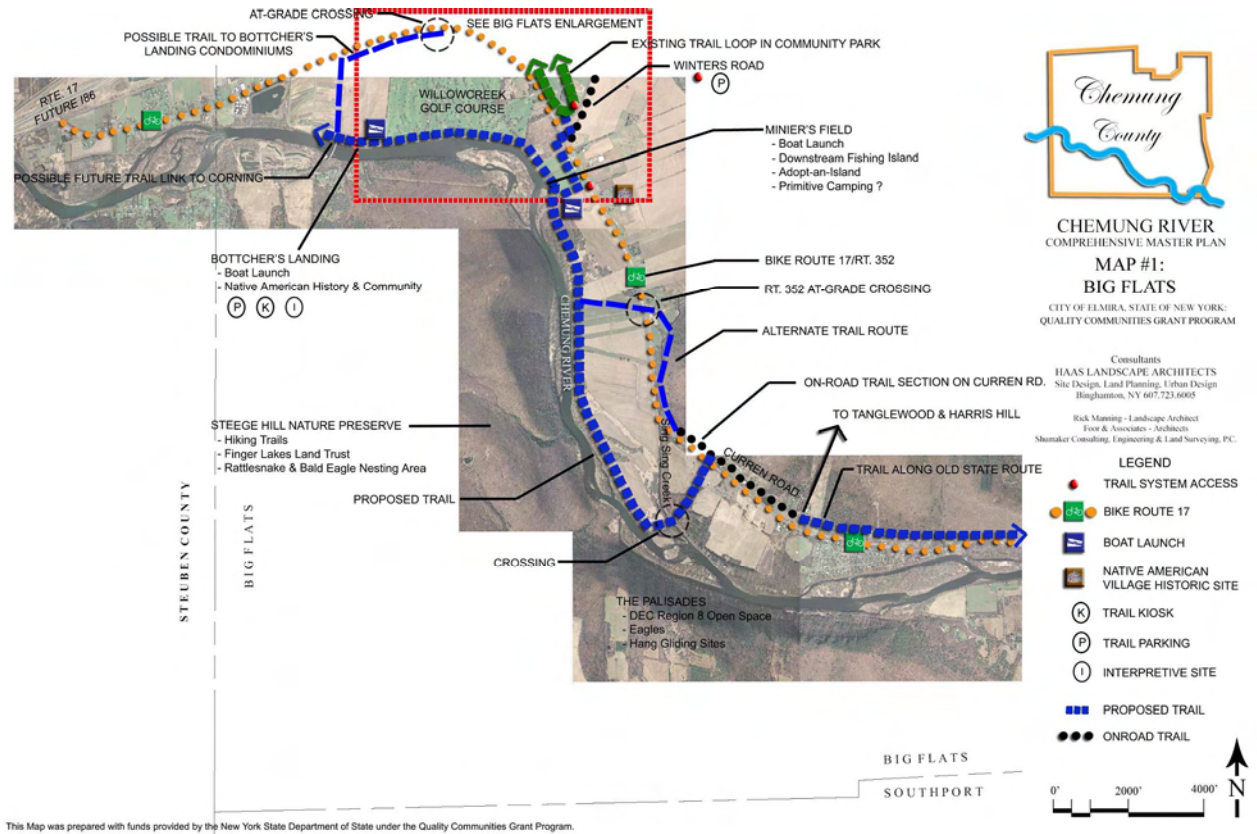 AT-GRADE CROSSING
SEE BIG FLATS ENLARGEMENT
POSSIBLE TRAIL TO BOTTCHER'S
LANDING CONDOMINIUMS
EXISTING TRAIL LOOP IN COMMUNITY PARK
WINTERS ROAD
P
RTE. 17
FUTURE I86
WILLOWCREEK
GOLF COURSE
MINIER'S FIELD
- Boat Launch
- Downstream Fishing Island
- Adopt-an-Island
- Primitive Camping ?
POSSIBLE FUTURE TRAIL LINK TO CORNING
BOTTCHER'S LANDING
- Boat Launch
- Native American History & Community
P K I
BIKE ROUTE 17/RT. 352
RT. 352 AT-GRADE CROSSING
CHEMUNG RIVER
ALTERNATE TRAIL ROUTE
ON-ROAD TRAIL SECTION ON CURREN RD.
TO TANGLEWOOD & HARRIS HILL
STEEGE HILL NATURE PRESERVE
- Hiking Trails
- Finger Lakes Land Trust
- Rattlesnake & Bald Eagle Nesting Area
Sing Sing Creek
CURREN ROAD
TRAIL ALONG OLD STATE ROUTE
PROPOSED TRAIL
CROSSING
STEUBEN COUNTY
BIG FLATS
THE PALISADES
- DEC Region 8 Open Space
- Eagles
- Hang Gliding Sites
BIG FLATS
SOUTHPORT
Chemung
County
CHEMUNG RIVER
COMPREHENSIVE MASTER PLAN
MAP #1:
BIG FLATS
CITY OF ELMIRA, STATE OF NEW YORK:
QUALITY COMMUNITIES GRANT PROGRAM
Consultants
HAAS LANDSCAPE ARCHITECTS
Site Design, Land Planning, Urban Design
Binghamton, NY 607.723.6005
Rick Manning - Landscape Architect
Foor & Associates - Architects
Shumaker Consulting, Engineering & Land Surveying, P.C.
LEGEND
TRAIL SYSTEM ACCESS
BIKE ROUTE 17
BOAT LAUNCH
NATIVE AMERICAN
VILLAGE HISTORIC SITE
K TRAIL KIOSK
P TRAIL PARKING
I INTERPRETIVE SITE
PROPOSED TRAIL
ONROAD TRAIL
N
0' 2000' 4000'
This Map was prepared with funds provided by the New York State Department of State under the Quality Communities Grant Program.